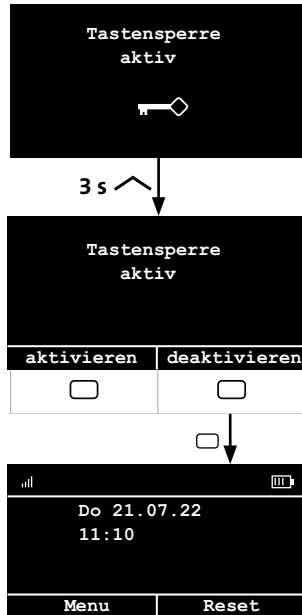 Tastensperre
aktiv
3 s
Tastensperre
aktiv
aktivieren deaktivieren
Do 21.07.22
11:10
Menu Reset